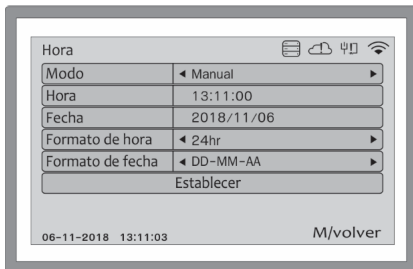 Hora
Modo ◀ Manual ▶
Hora 13:11:00
Fecha 2018/11/06
Formato de hora ◀ 24hr ▶
Formato de fecha ◀ DD-MM-AA ▶
Establecer
06-11-2018 13:11:03 M/volver